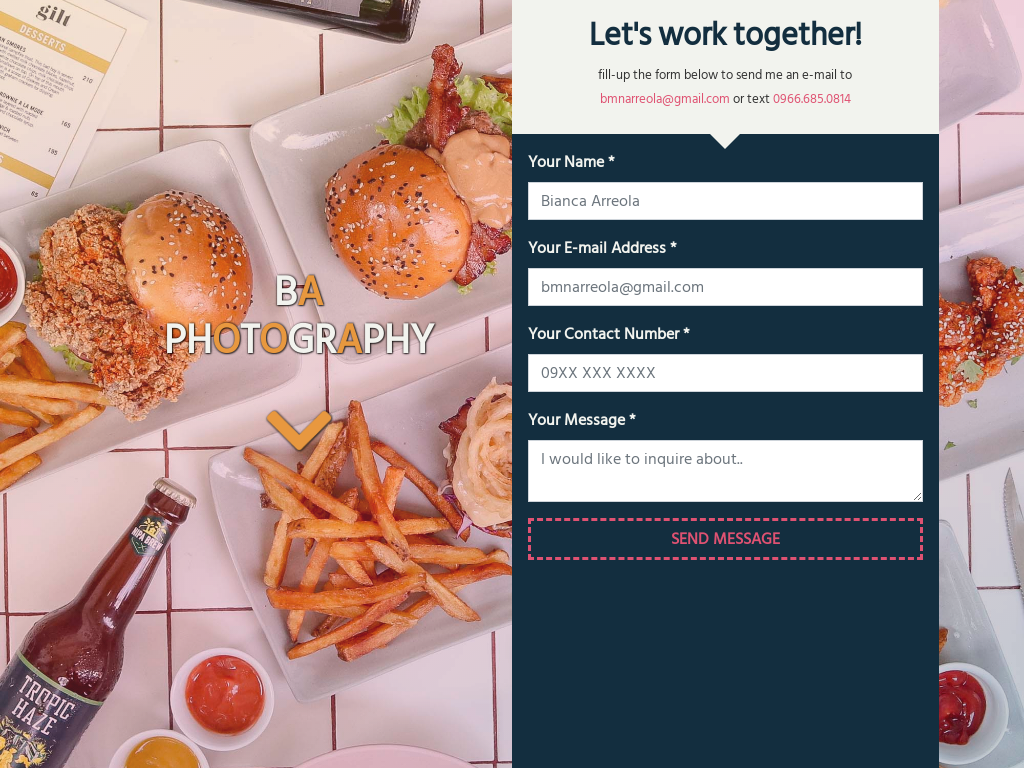 gilt
DESSERTS
210
165
195
65
BA
PHOTOGRAPHY
TROPIC
HAZE
Let's work together!
fill-up the form below to send me an e-mail to
bmnarreola@gmail.com or text 0966.685.0814
Your Name *
Bianca Arreola
Your E-mail Address *
bmnarreola@gmail.com
Your Contact Number *
09XX XXX XXXX
Your Message *
I would like to inquire about..
SEND MESSAGE